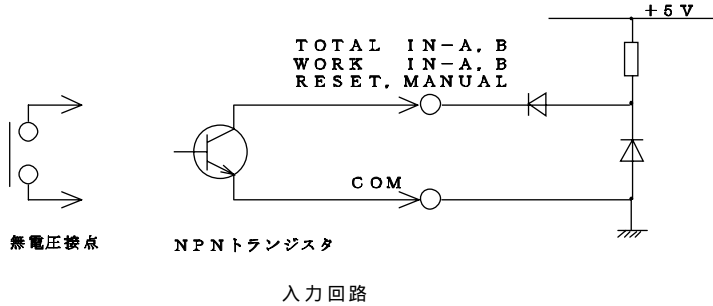 +5V
TOTAL IN-A, B
WORK IN-A, B
RESET, MANUAL
COM
無電圧接点
NPNトランジスタ
入力回路